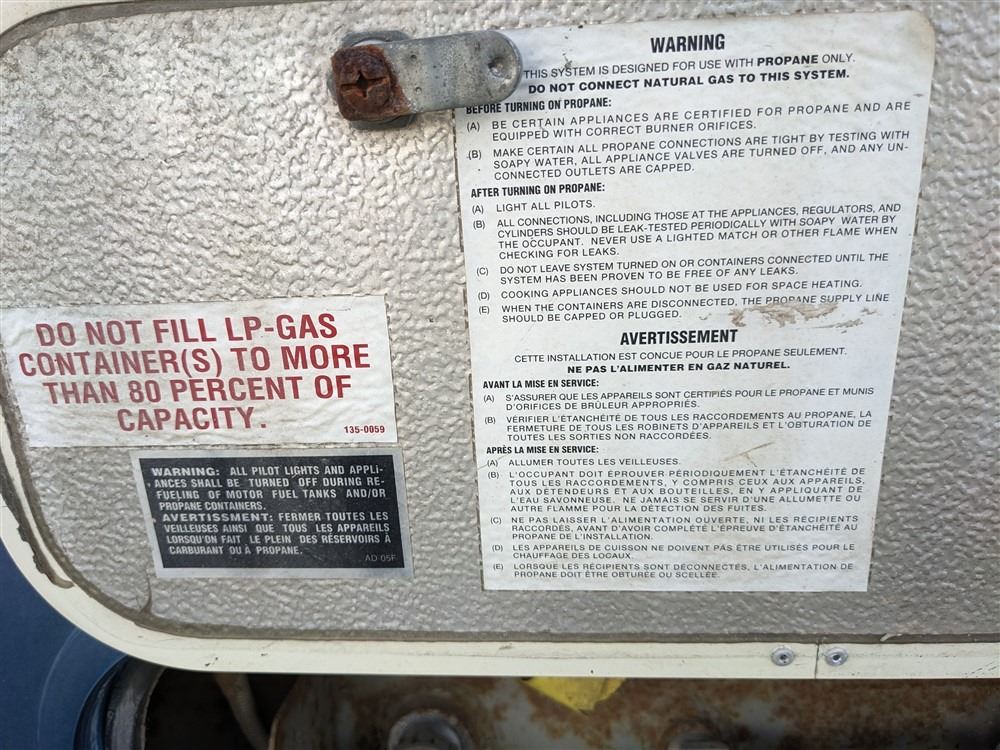 WARNING
THIS SYSTEM IS DESIGNED FOR USE WITH PROPANE ONLY.
DO NOT CONNECT NATURAL GAS TO THIS SYSTEM.
BEFORE TURNING ON PROPANE:
(A) BE CERTAIN APPLIANCES ARE CERTIFIED FOR PROPANE AND ARE
EQUIPPED WITH CORRECT BURNER ORIFICES.
(B) MAKE CERTAIN ALL PROPANE CONNECTIONS ARE TIGHT BY TESTING WITH
SOAPY WATER, ALL APPLIANCE VALVES ARE TURNED OFF, AND ANY UN-
CONNECTED OUTLETS ARE CAPPED.
AFTER TURNING ON PROPANE:
(A) LIGHT ALL PILOTS.
(B) ALL CONNECTIONS, INCLUDING THOSE AT THE APPLIANCES, REGULATORS, AND
CYLINDERS SHOULD BE LEAK-TESTED PERIODICALLY WITH SOAPY WATER BY
THE OCCUPANT. NEVER USE A LIGHTED MATCH OR OTHER FLAME WHEN
CHECKING FOR LEAKS.
(C) DO NOT LEAVE SYSTEM TURNED ON OR CONTAINERS CONNECTED UNTIL THE
SYSTEM HAS BEEN PROVEN TO BE FREE OF ANY LEAKS.
(D) COOKING APPLIANCES SHOULD NOT BE USED FOR SPACE HEATING.
(E) WHEN THE CONTAINERS ARE DISCONNECTED, THE PROPANE SUPPLY LINE
SHOULD BE CAPPED OR PLUGGED.
AVERTISSEMENT
CETTE INSTALLATION EST CONCUE POUR LE PROPANE SEULEMENT.
NE PAS L'ALIMENTER EN GAZ NATUREL.
AVANT LA MISE EN SERVICE:
(A) S'ASSURER QUE LES APPAREILS SONT CERTIFIÉS POUR LE PROPANE ET MUNIS
D'ORIFICES DE BRÛLEUR APPROPRIÉS.
(B) VÉRIFIER L'ÉTANCHÉITÉ DE TOUS LES RACCORDEMENTS AU PROPANE, LA
FERMETURE DE TOUS LES ROBINETS D'APPAREILS ET L'OBTURATION DE
TOUTES LES SORTIES NON RACCORDÉES.
APRÈS LA MISE EN SERVICE:
(A) ALLUMER TOUTES LES VEILLEUSES.
(B) L'OCCUPANT DOIT ÉPROUVER PÉRIODIQUEMENT L'ÉTANCHÉITÉ DE
TOUS LES RACCORDEMENTS, Y COMPRIS CEUX AUX APPAREILS,
AUX DÉTENDEURS ET AUX BOUTEILLES, EN Y APPLIQUANT DE
L'EAU SAVONNEUSE. NE JAMAIS SE SERVIR D'UNE ALLUMETTE OU
AUTRE FLAMME POUR LA DÉTECTION DES FUITES.
(C) NE PAS LAISSER L'ALIMENTATION OUVERTE, NI LES RÉCIPIENTS
RACCORDÉS, AVANT D'AVOIR COMPLÉTÉ L'ÉPREUVE D'ÉTANCHÉITÉ AU
PROPANE DE L'INSTALLATION.
(D) LES APPAREILS DE CUISSON NE DOIVENT PAS ÊTRE UTILISÉS POUR LE
CHAUFFAGE DES LOCAUX.
(E) LORSQUE LES RÉCIPIENTS SONT DÉCONNECTÉS, L'ALIMENTATION DE
PROPANE DOIT ÊTRE OBTURÉE OU SCELLÉE.
DO NOT FILL LP-GAS
CONTAINER(S) TO MORE
THAN 80 PERCENT OF
CAPACITY.
135-0059
WARNING: ALL PILOT LIGHTS AND APPLI-
ANCES SHALL BE TURNED OFF DURING RE-
FUELING OF MOTOR FUEL TANKS AND/OR
PROPANE CONTAINERS.
AVERTISSMENT: FERMER TOUTES LES
VEILLEUSES AINSI QUE TOUS LES APPAREILS
LORSQU'ON FAIT LE PLEIN DES RÉSERVOIRS À
CARBURANT OU À PROPANE.
AD 05F